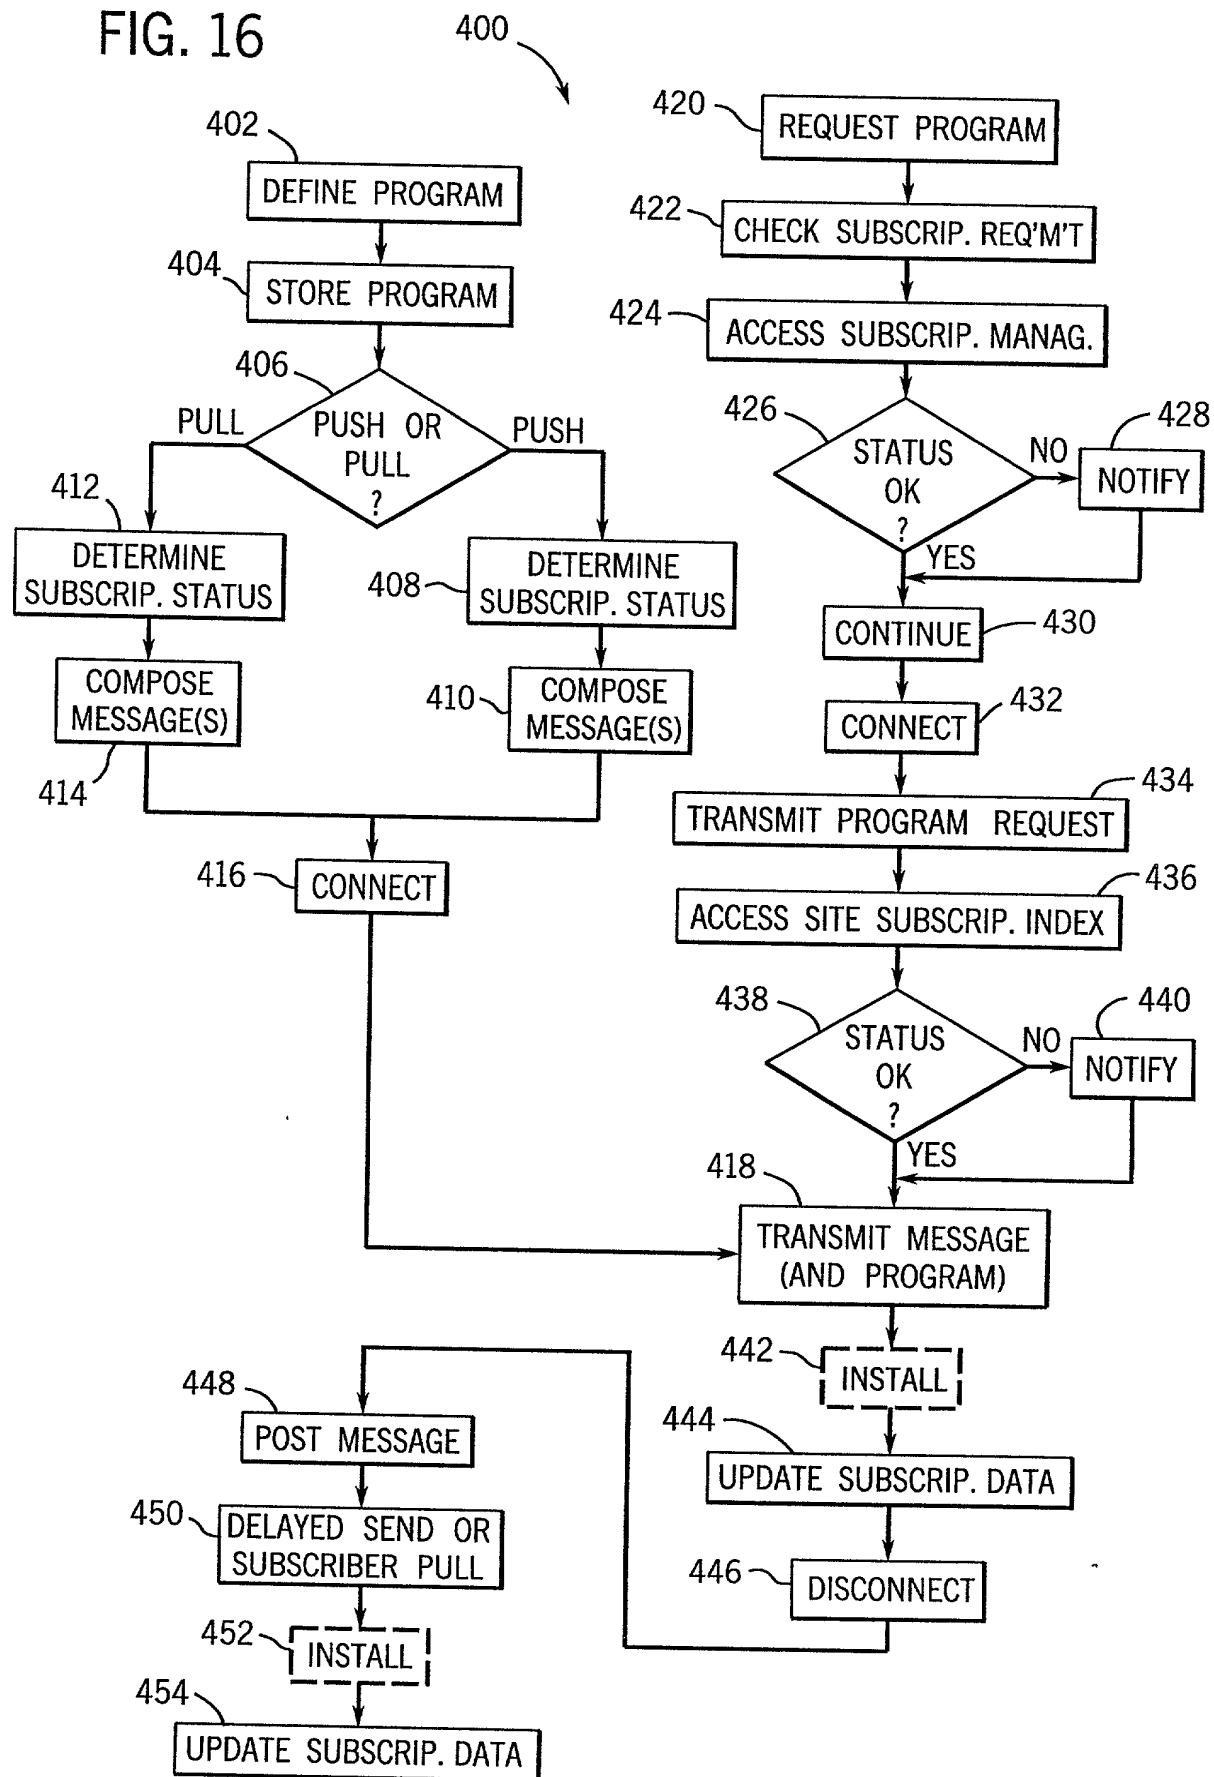 FIG. 16
400
402
DEFINE PROGRAM
404
STORE PROGRAM
406
PUSH OR
PULL
?
PULL
PUSH
412
DETERMINE
SUBSCRIP. STATUS
408
DETERMINE
SUBSCRIP. STATUS
COMPOSE
MESSAGE(S)
414
410
COMPOSE
MESSAGE(S)
416
CONNECT
420
REQUEST PROGRAM
422
CHECK SUBSCRIP. REQ'M'T
424
ACCESS SUBSCRIP. MANAG.
426
STATUS
OK
?
NO
428
NOTIFY
YES
CONTINUE
430
CONNECT
432
434
TRANSMIT PROGRAM REQUEST
436
ACCESS SITE SUBSCRIP. INDEX
438
STATUS
OK
?
NO
440
NOTIFY
YES
418
TRANSMIT MESSAGE
(AND PROGRAM)
442
INSTALL
444
UPDATE SUBSCRIP. DATA
446
DISCONNECT
448
POST MESSAGE
450
DELAYED SEND OR
SUBSCRIBER PULL
452
INSTALL
454
UPDATE SUBSCRIP. DATA